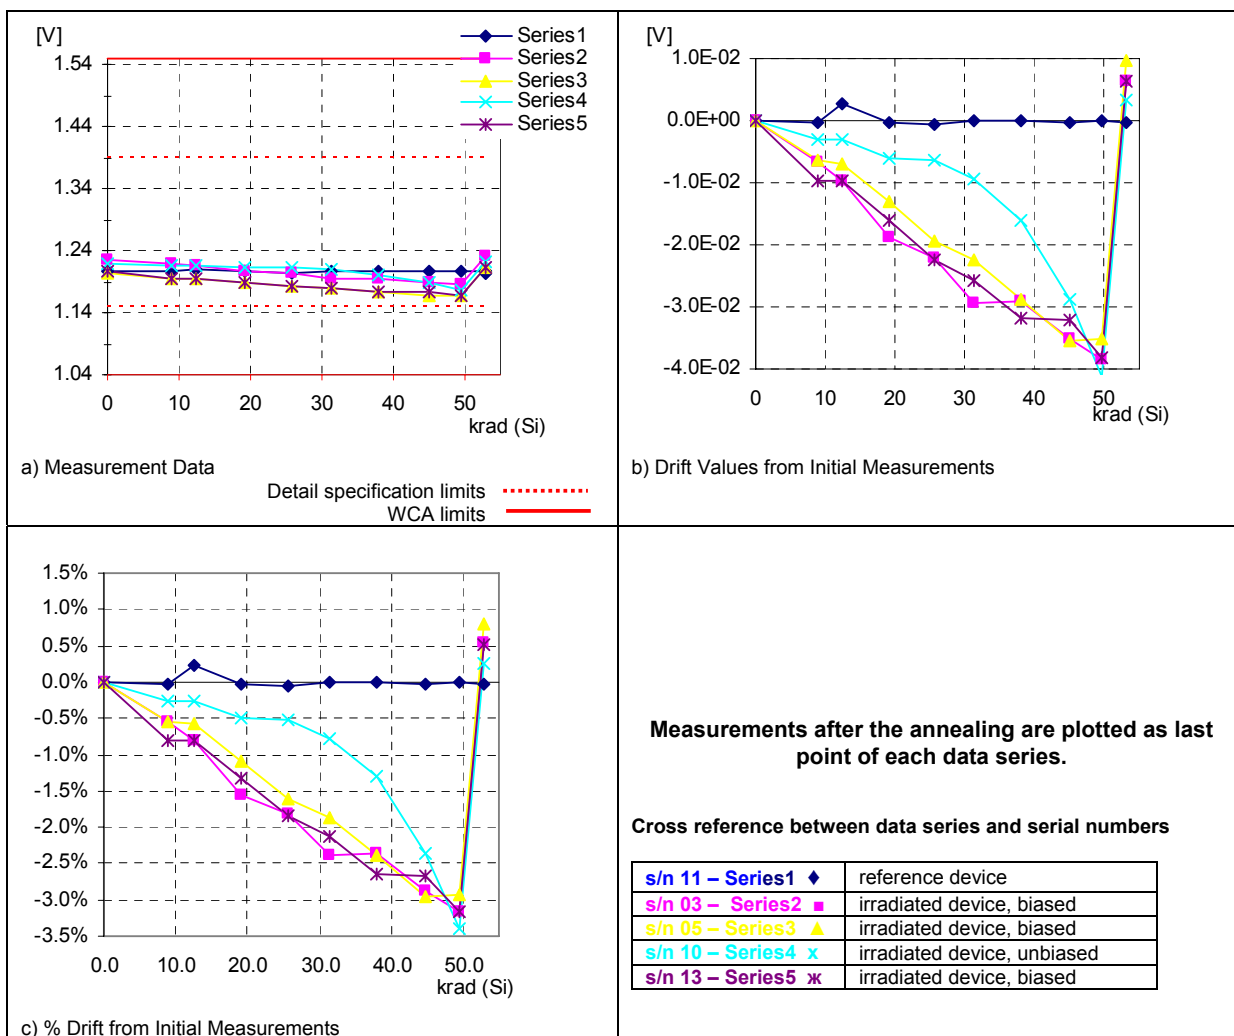 [V]
1.54
1.44
1.34
1.24
1.14
1.04
0 10 20 30 40 50
krad (Si)
Series1
Series2
Series3
Series4
Series5
a) Measurement Data
Detail specification limits
WCA limits
[V]
1.0E-02
0.0E+00
-1.0E-02
-2.0E-02
-3.0E-02
-4.0E-02
0 10 20 30 40 50
krad (Si)
b) Drift Values from Initial Measurements
1.5%
1.0%
0.5%
0.0%
-0.5%
-1.0%
-1.5%
-2.0%
-2.5%
-3.0%
-3.5%
0.0 10.0 20.0 30.0 40.0 50.0
krad (Si)
c) % Drift from Initial Measurements
Measurements after the annealing are plotted as last
point of each data series.
Cross reference between data series and serial numbers
s/n 11 – Series1 reference device
s/n 03 – Series2 irradiated device, biased
s/n 05 – Series3 irradiated device, biased
s/n 10 – Series4 x irradiated device, unbiased
s/n 13 – Series5 ж irradiated device, biased